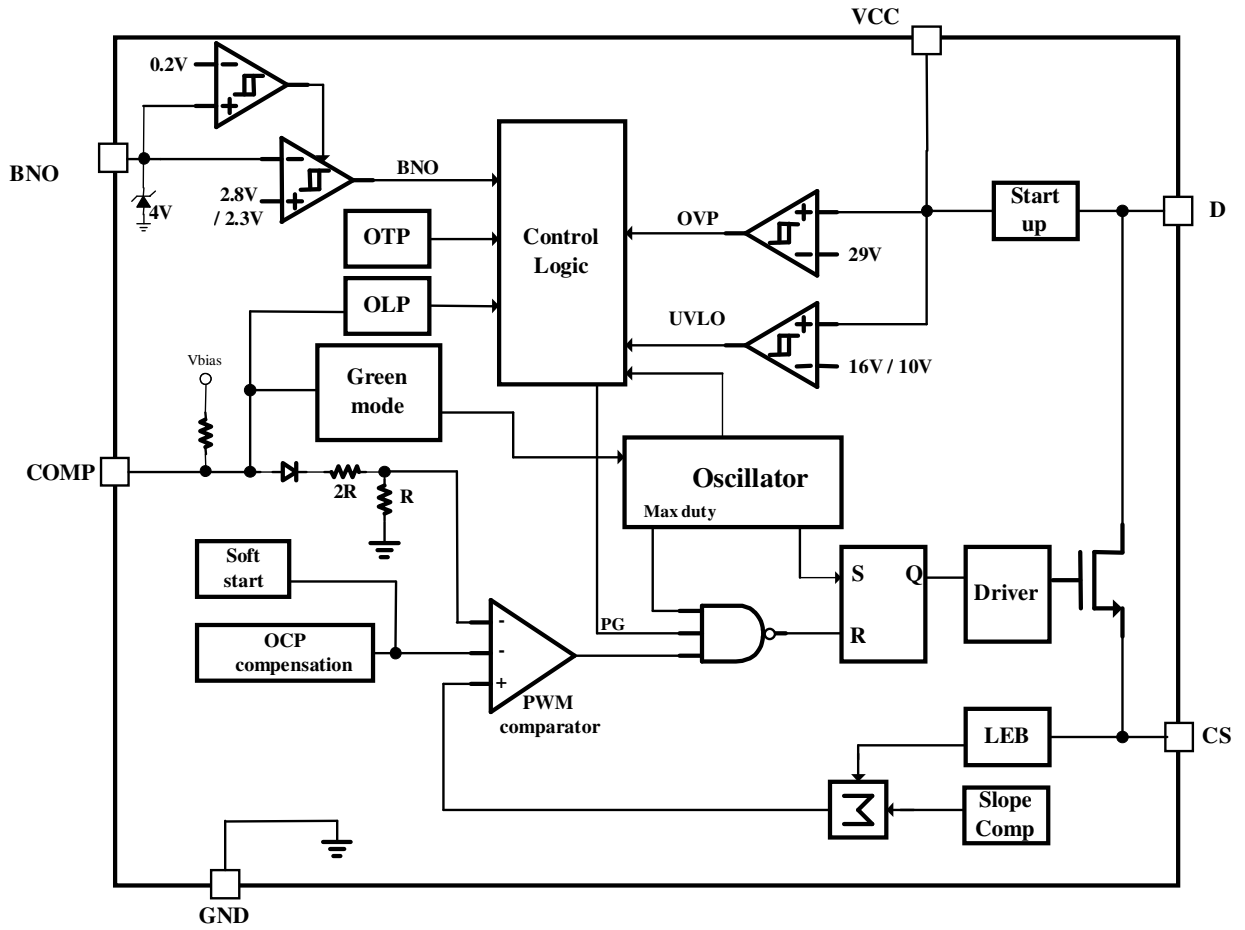 VCC
0.2V
BNO
BNO
4V
2.8V
/ 2.3V
OTP
Control
Logic
OVP
29V
Start
up
D
OLP
UVLO
16V / 10V
Vbias
Green
mode
COMP
2R
R
Oscillator
Max duty
Soft
start
OCP
compensation
PG
S
Q
R
Driver
PWM
comparator
LEB
CS
Σ
Slope
Comp
GND